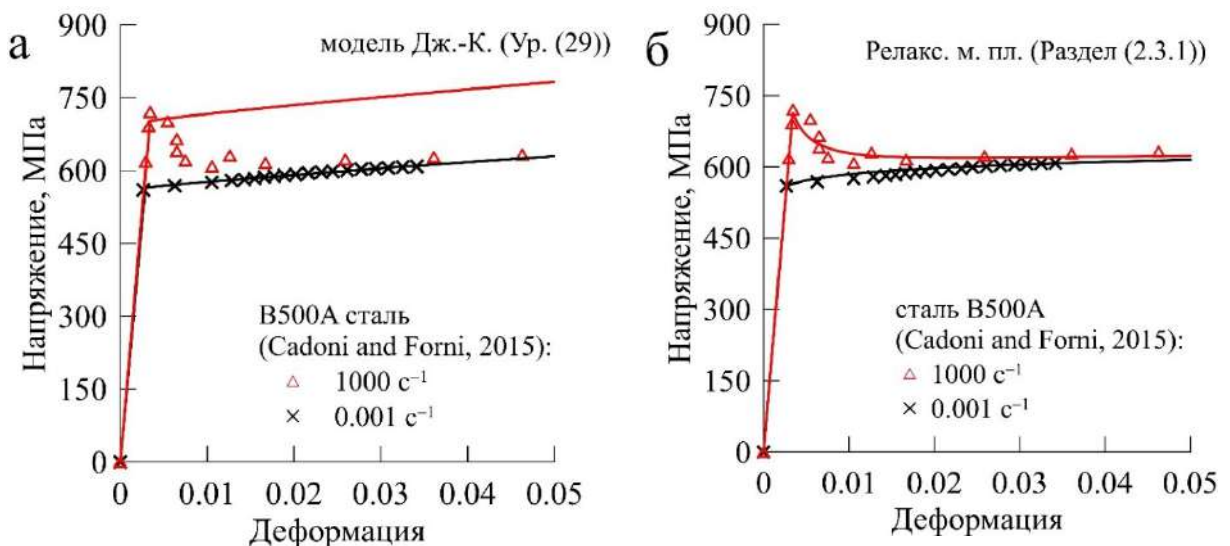 а
модель Дж.-К. (Ур. (29))
Напряжение, МПа
900
750
600
450
300
150
0
В500А сталь
(Cadoni and Forni, 2015):
1000 с⁻¹
0.001 с⁻¹
0 0.01 0.02 0.03 0.04 0.05
Деформация
б
Релакс. м. пл. (Раздел (2.3.1))
Напряжение, МПа
900
750
600
450
300
150
0
сталь В500А
(Cadoni and Forni, 2015):
1000 с⁻¹
0.001 с⁻¹
0 0.01 0.02 0.03 0.04 0.05
Деформация